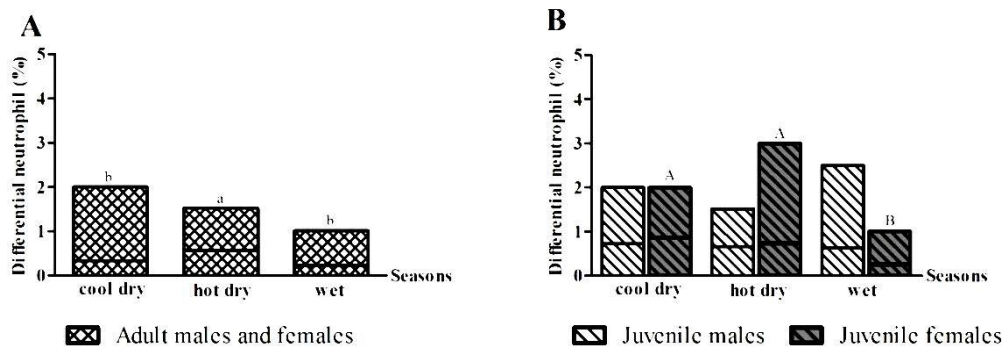 A
Differential neutrophil (%)
5
4
3
2
1
0
b
a
b
cool dry
hot dry
wet
Seasons
Adult males and females
B
Differential neutrophil (%)
5
4
3
2
1
0
A
A
B
cool dry
hot dry
wet
Seasons
Juvenile males
Juvenile females